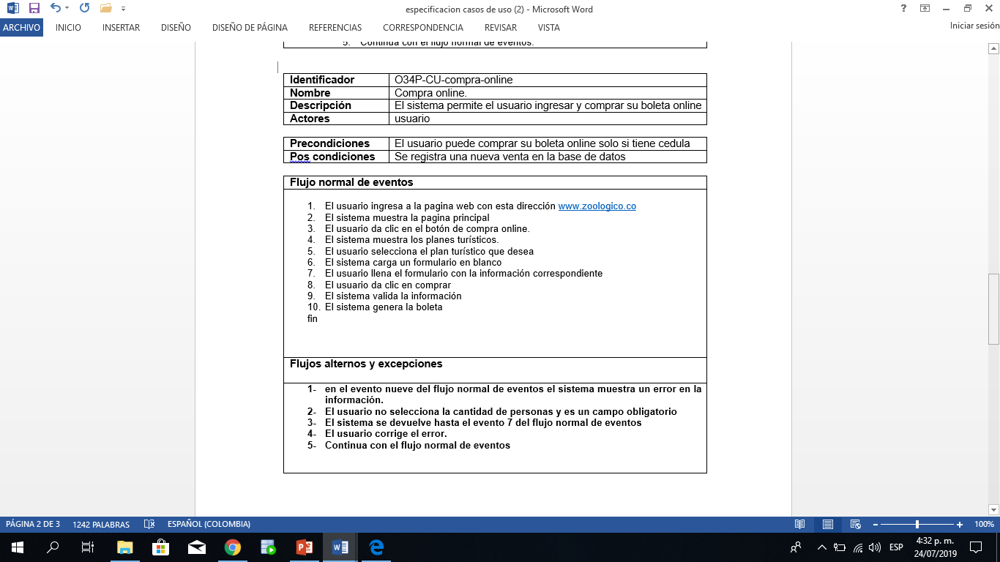 especificacion casos de uso (2) - Microsoft Word
ARCHIVO INICIO INSERTAR DISEÑO DISEÑO DE PÁGINA REFERENCIAS CORRESPONDENCIA REVISAR VISTA Iniciar sesión
5. Continua con el flujo normal de eventos.
Identificador O34P-CU-compra-online
Nombre Compra online.
Descripción El sistema permite el usuario ingresar y comprar su boleta online
Actores usuario
Precondiciones El usuario puede comprar su boleta online solo si tiene cedula
Pos condiciones Se registra una nueva venta en la base de datos
Flujo normal de eventos
1. El usuario ingresa a la pagina web con esta dirección www.zoologico.co
2. El sistema muestra la pagina principal
3. El usuario da clic en el botón de compra online.
4. El sistema muestra los planes turísticos.
5. El usuario selecciona el plan turístico que desea
6. El sistema carga un formulario en blanco
7. El usuario llena el formulario con la información correspondiente
8. El usuario da clic en comprar
9. El sistema valida la información
10. El sistema genera la boleta
fin
Flujos alternos y excepciones
1- en el evento nueve del flujo normal de eventos el sistema muestra un error en la
información.
2- El usuario no selecciona la cantidad de personas y es un campo obligatorio
3- El sistema se devuelve hasta el evento 7 del flujo normal de eventos
4- El usuario corrige el error.
5- Continua con el flujo normal de eventos
PÁGINA 2 DE 3 1242 PALABRAS ESPAÑOL (COLOMBIA) 100%
ESP 4:32 p. m.
24/07/2019